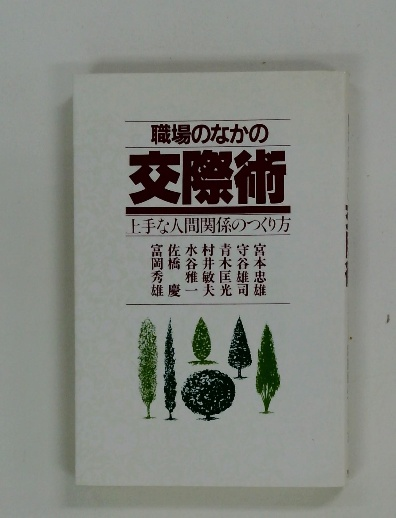 職場のなかの
交際術
上手な人間関係のつくり方
宮本忠雄
守谷雄司
青木匡光
村井敏夫
水谷雅一
佐橋慶
富岡秀雄